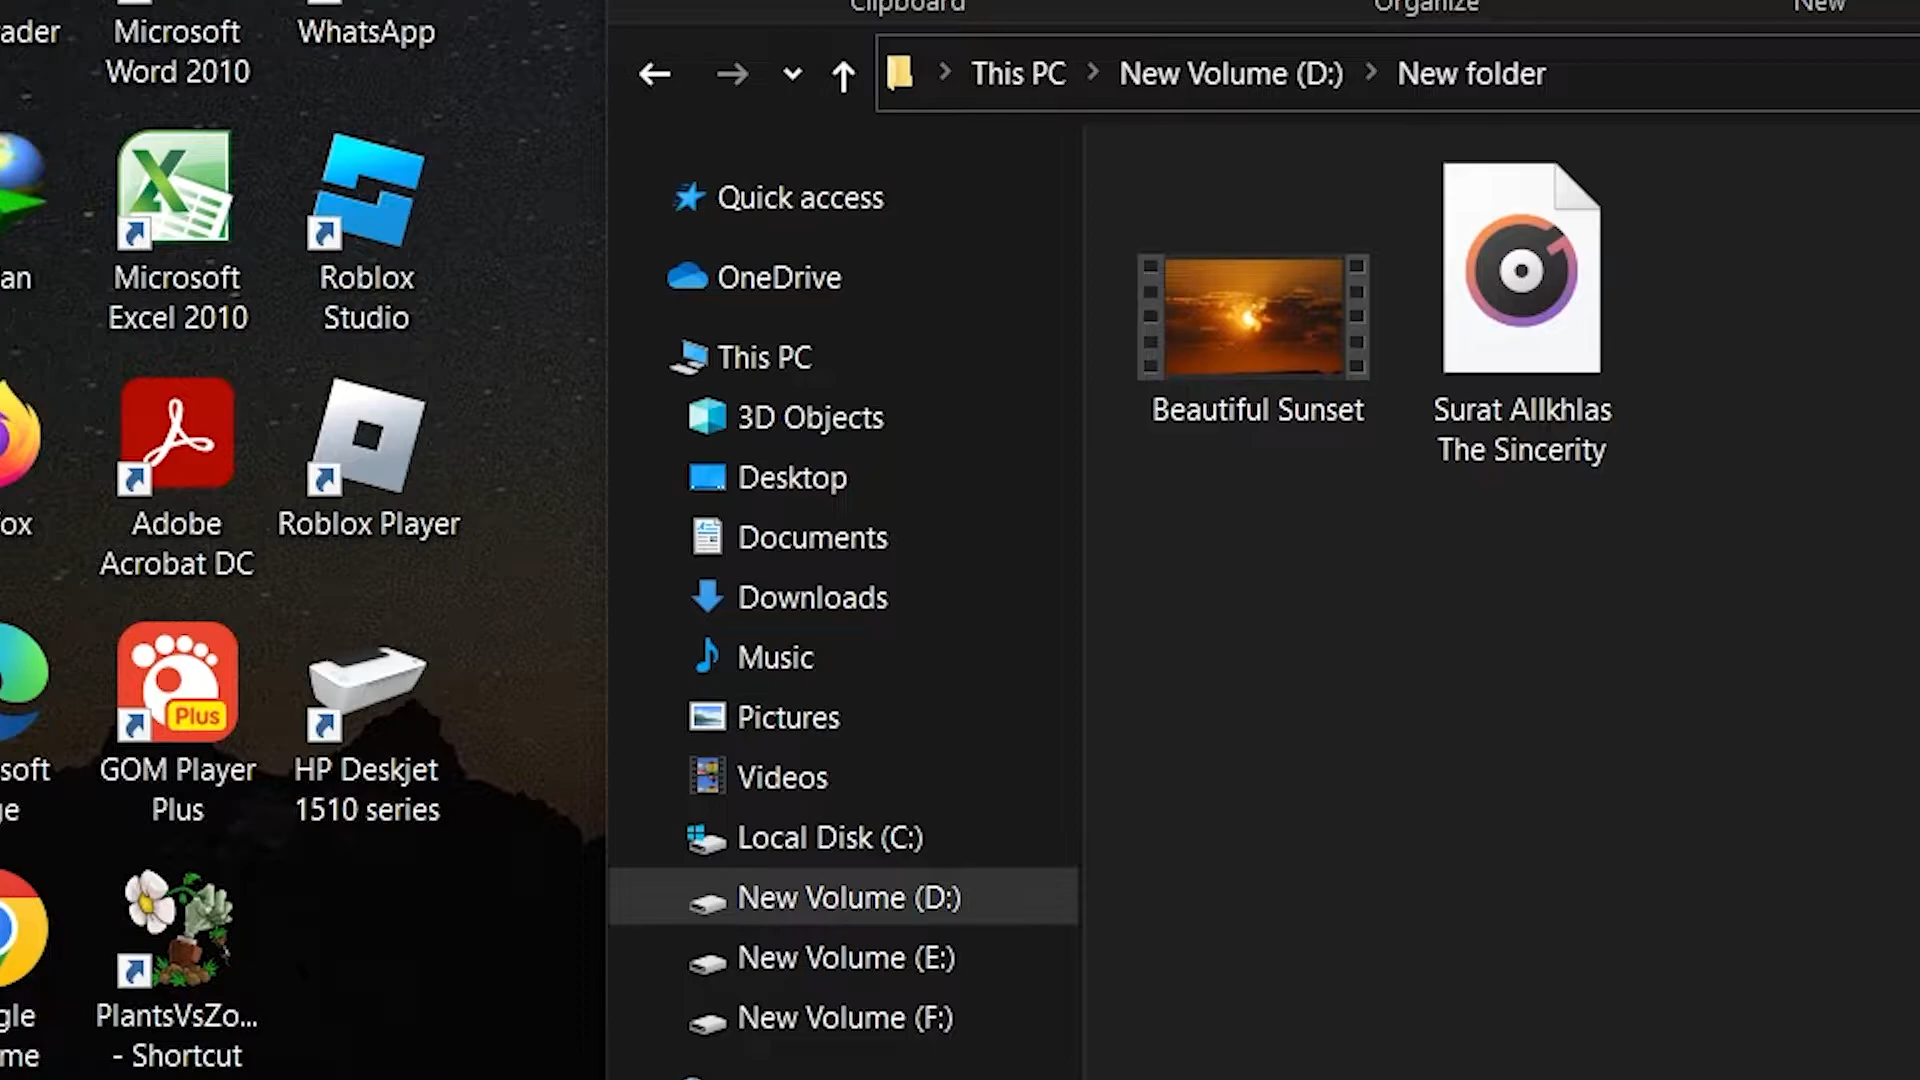 Clipboard
Organize
New
ader
Microsoft
Word 2010
WhatsApp
This PC
New Volume (D:)
New folder
an
Microsoft
Excel 2010
Roblox
Studio
ox
Adobe
Acrobat DC
Roblox Player
soft
ge
Plus
GOM Player
Plus
HP Deskjet
1510 series
gle
me
PlantsVsZo...
- Shortcut
Quick access
OneDrive
This PC
3D Objects
Desktop
Documents
Downloads
Music
Pictures
Videos
Local Disk (C:)
New Volume (D:)
New Volume (E:)
New Volume (F:)
Beautiful Sunset
Surat Allkhlas
The Sincerity